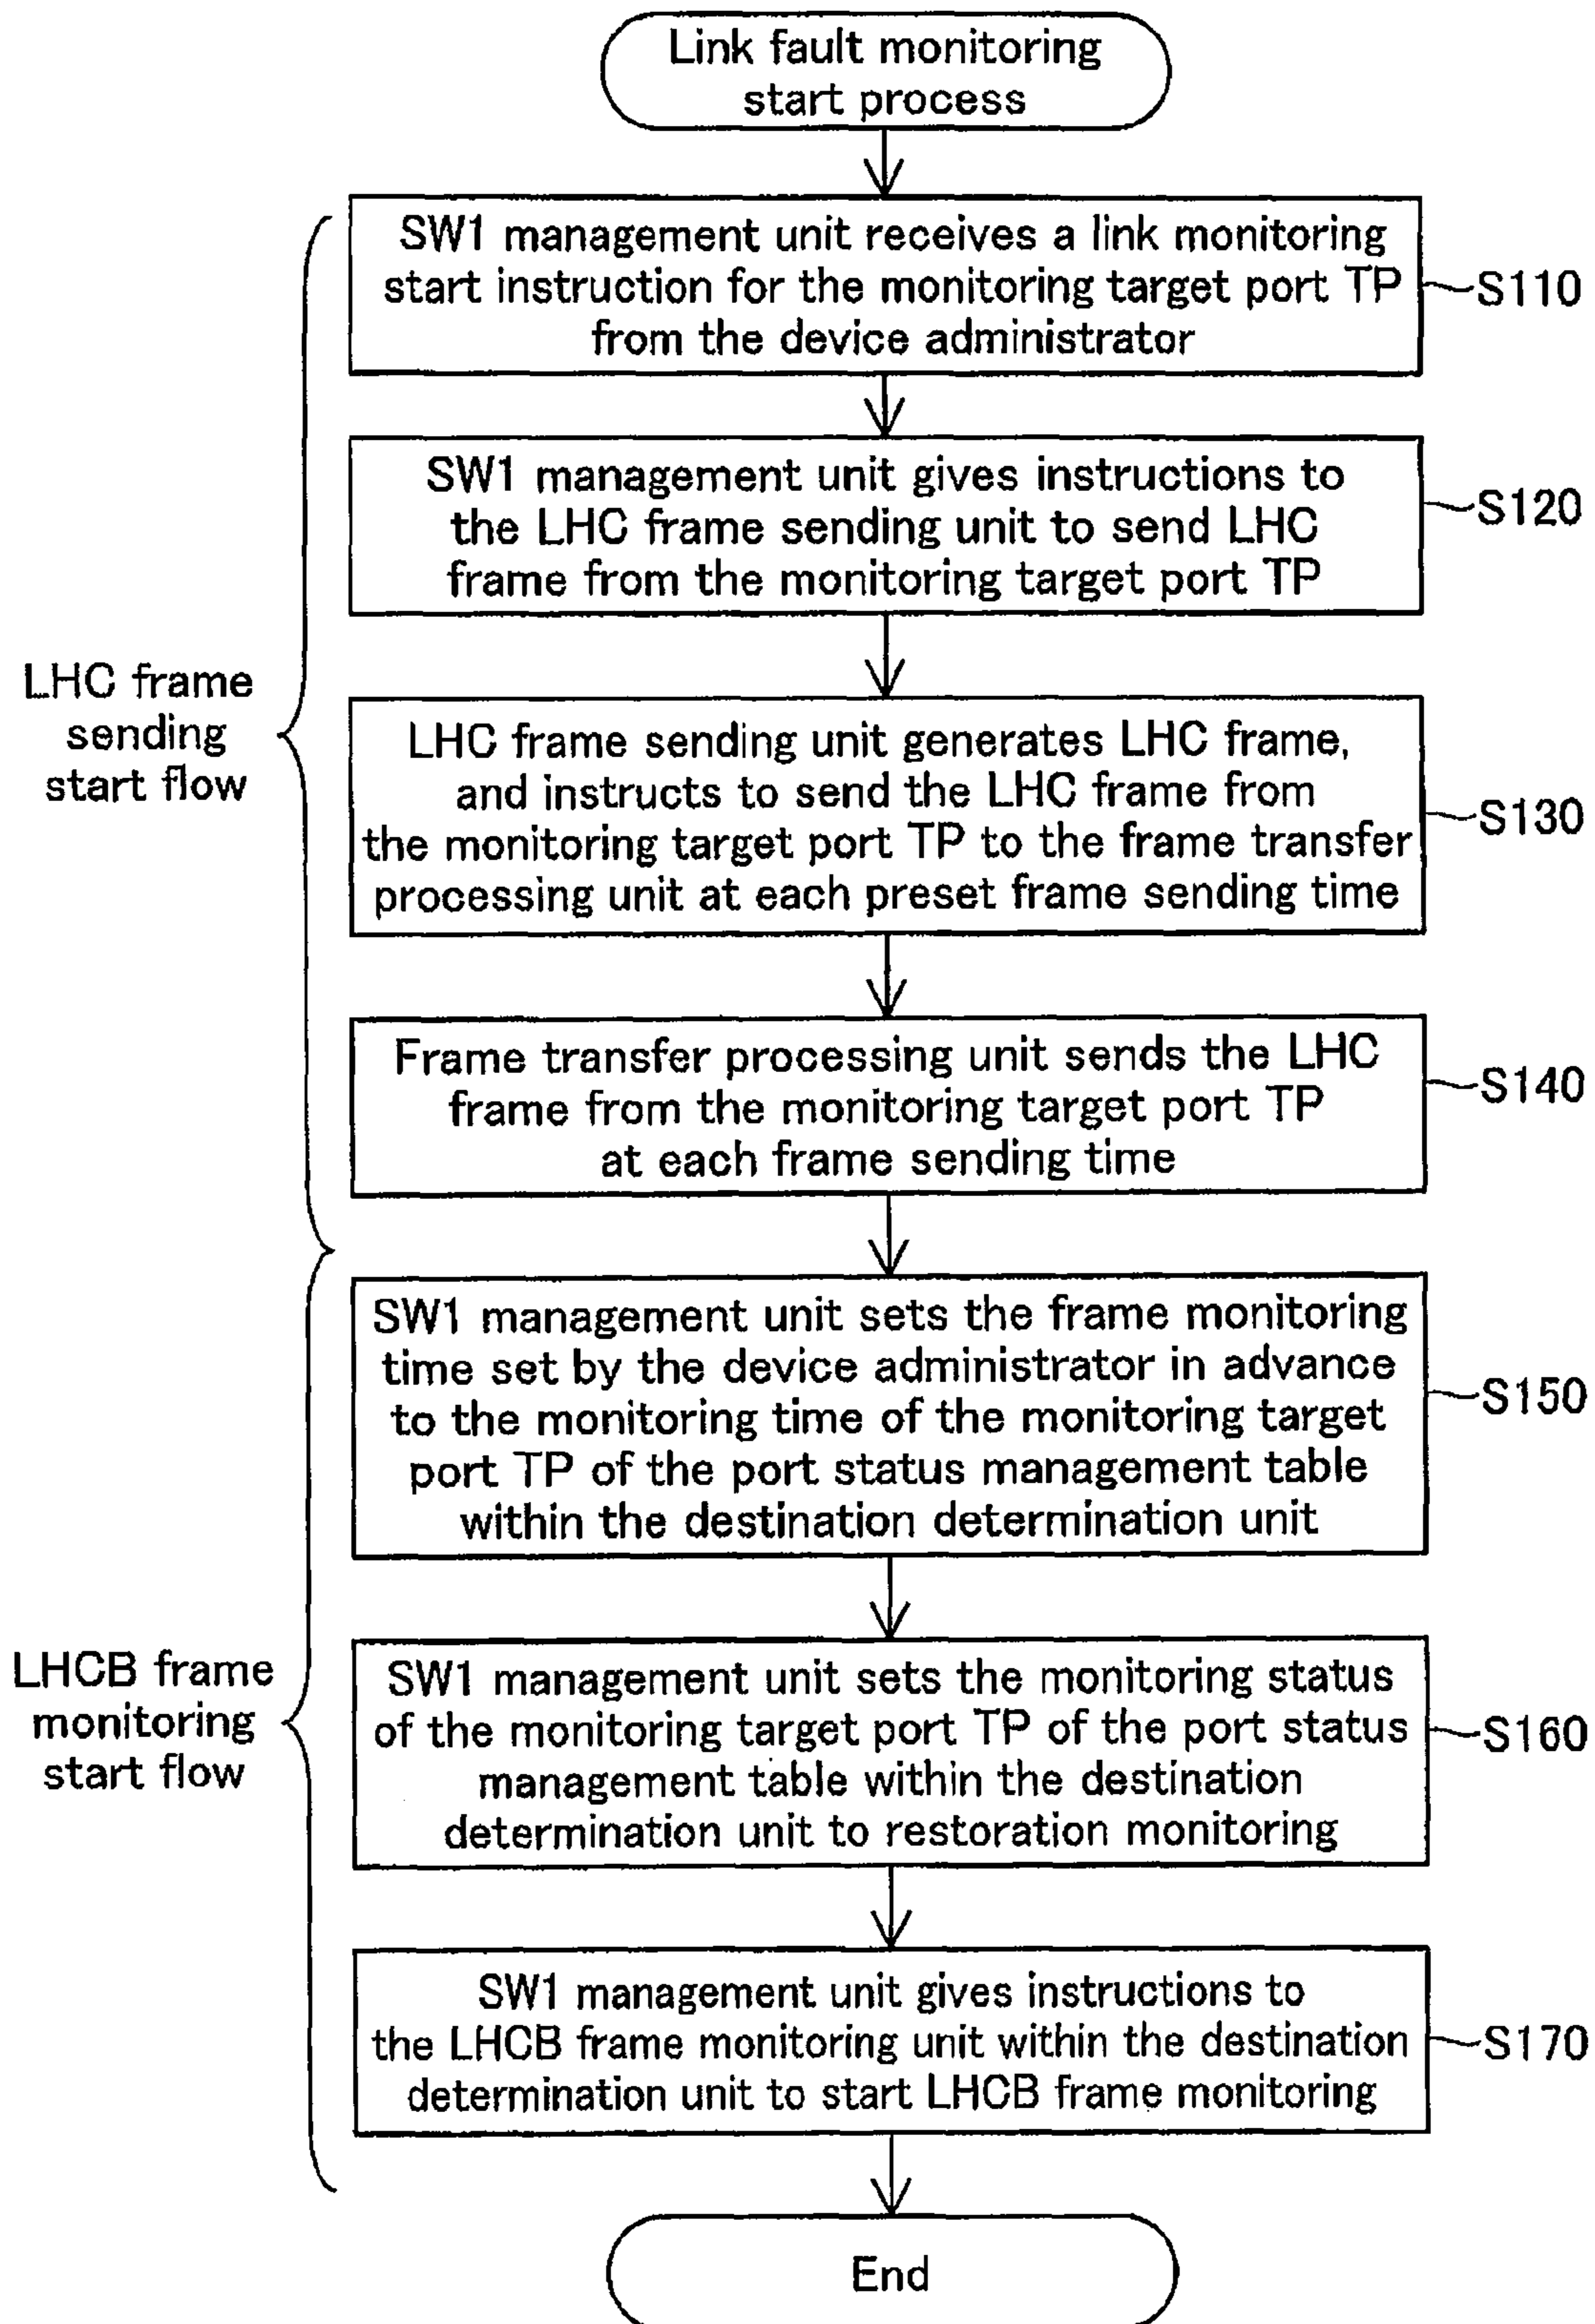 Link fault monitoring
start process
SW1 management unit receives a link monitoring
start instruction for the monitoring target port TP
from the device administrator
S110
SW1 management unit gives instructions to
the LHC frame sending unit to send LHC
frame from the monitoring target port TP
S120
LHC frame
sending
start flow
LHC frame sending unit generates LHC frame,
and instructs to send the LHC frame from
the monitoring target port TP to the frame transfer
processing unit at each preset frame sending time
S130
Frame transfer processing unit sends the LHC
frame from the monitoring target port TP
at each frame sending time
S140
SW1 management unit sets the frame monitoring
time set by the device administrator in advance
to the monitoring time of the monitoring target
port TP of the port status management table
within the destination determination unit
S150
LHCB frame
monitoring
start flow
SW1 management unit sets the monitoring status
of the monitoring target port TP of the port status
management table within the destination
determination unit to restoration monitoring
S160
SW1 management unit gives instructions to
the LHCB frame monitoring unit within the destination
determination unit to start LHCB frame monitoring
S170
End